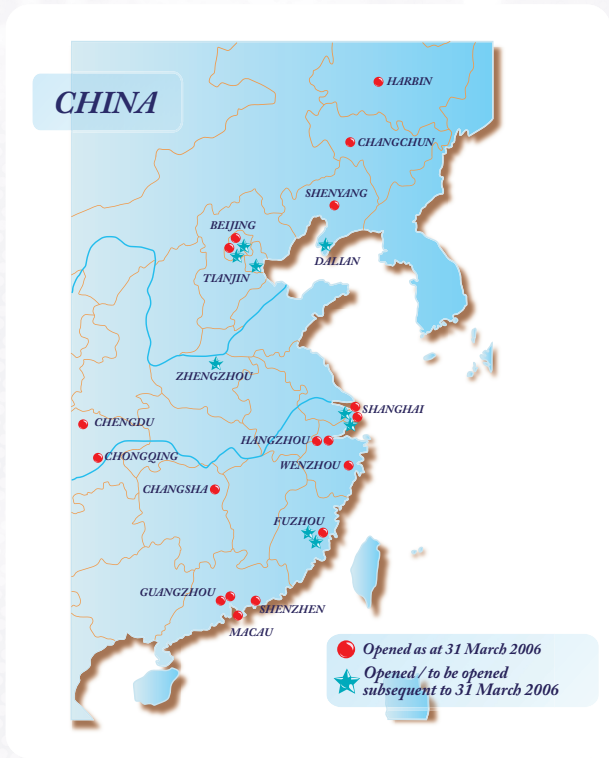 CHINA
HARBIN
CHANGCHUN
SHENYANG
BEIJING
DALIAN
TIANJIN
ZHENGZHOU
SHANGHAI
CHENGDU
HANGZHOU
CHONGQING
WENZHOU
CHANGSHA
FUZHOU
GUANGZHOU
SHENZHEN
MACAU
Opened as at 31 March 2006
Opened / to be opened
subsequent to 31 March 2006